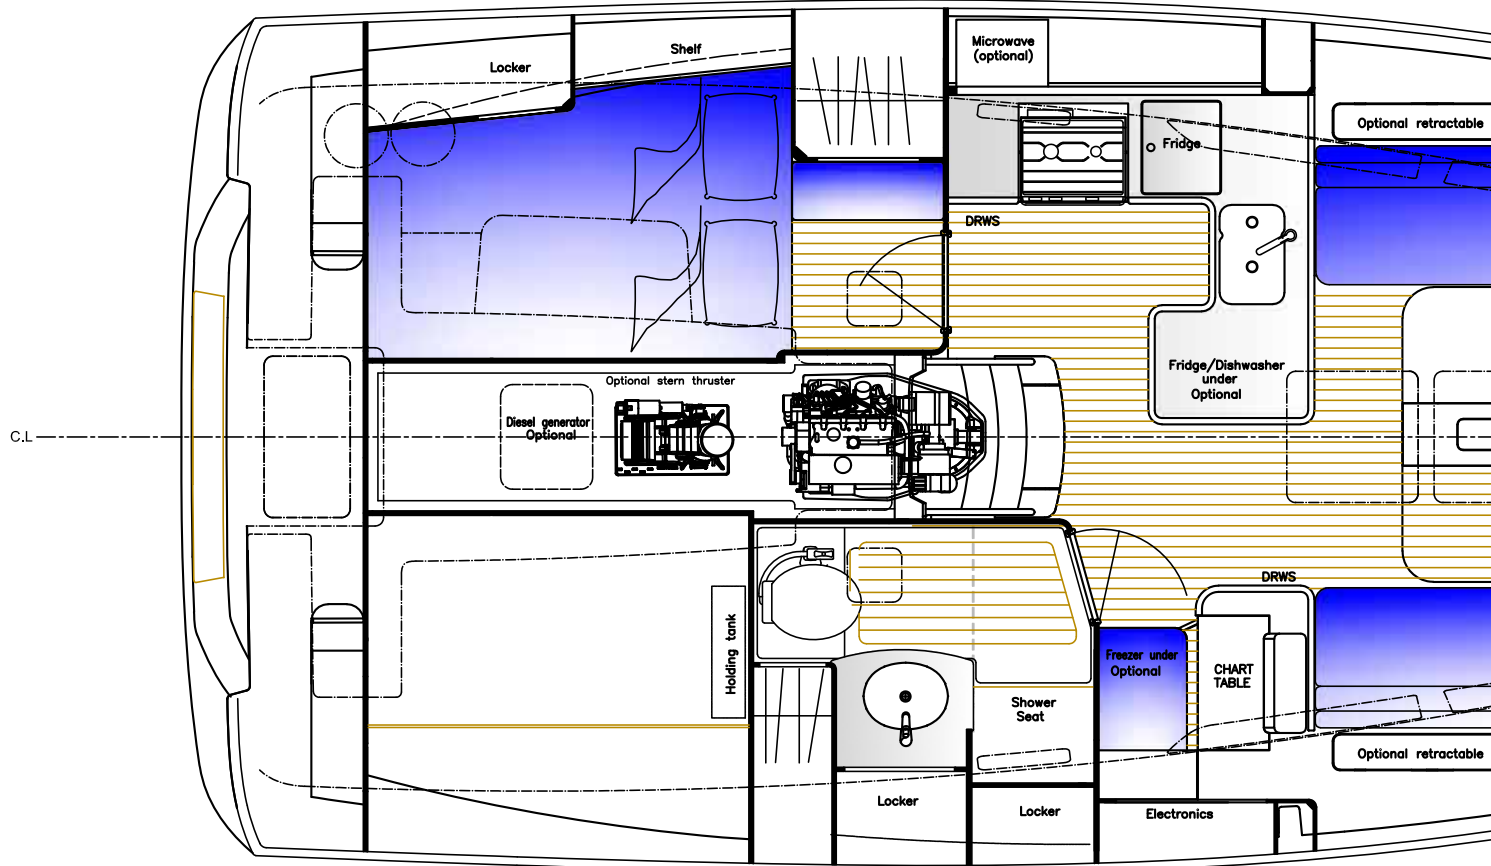 Microwave
(optional)
Shelf
Locker
Optional retractable
Fridge
DRWS
Fridge/Dishwasher
under
Optional
Optional stern thruster
Diesel generator
Optional
C.L
DRWS
Holding tank
Freezer under
Optional
CHART
TABLE
Shower
Seat
Optional retractable
Locker
Locker
Electronics